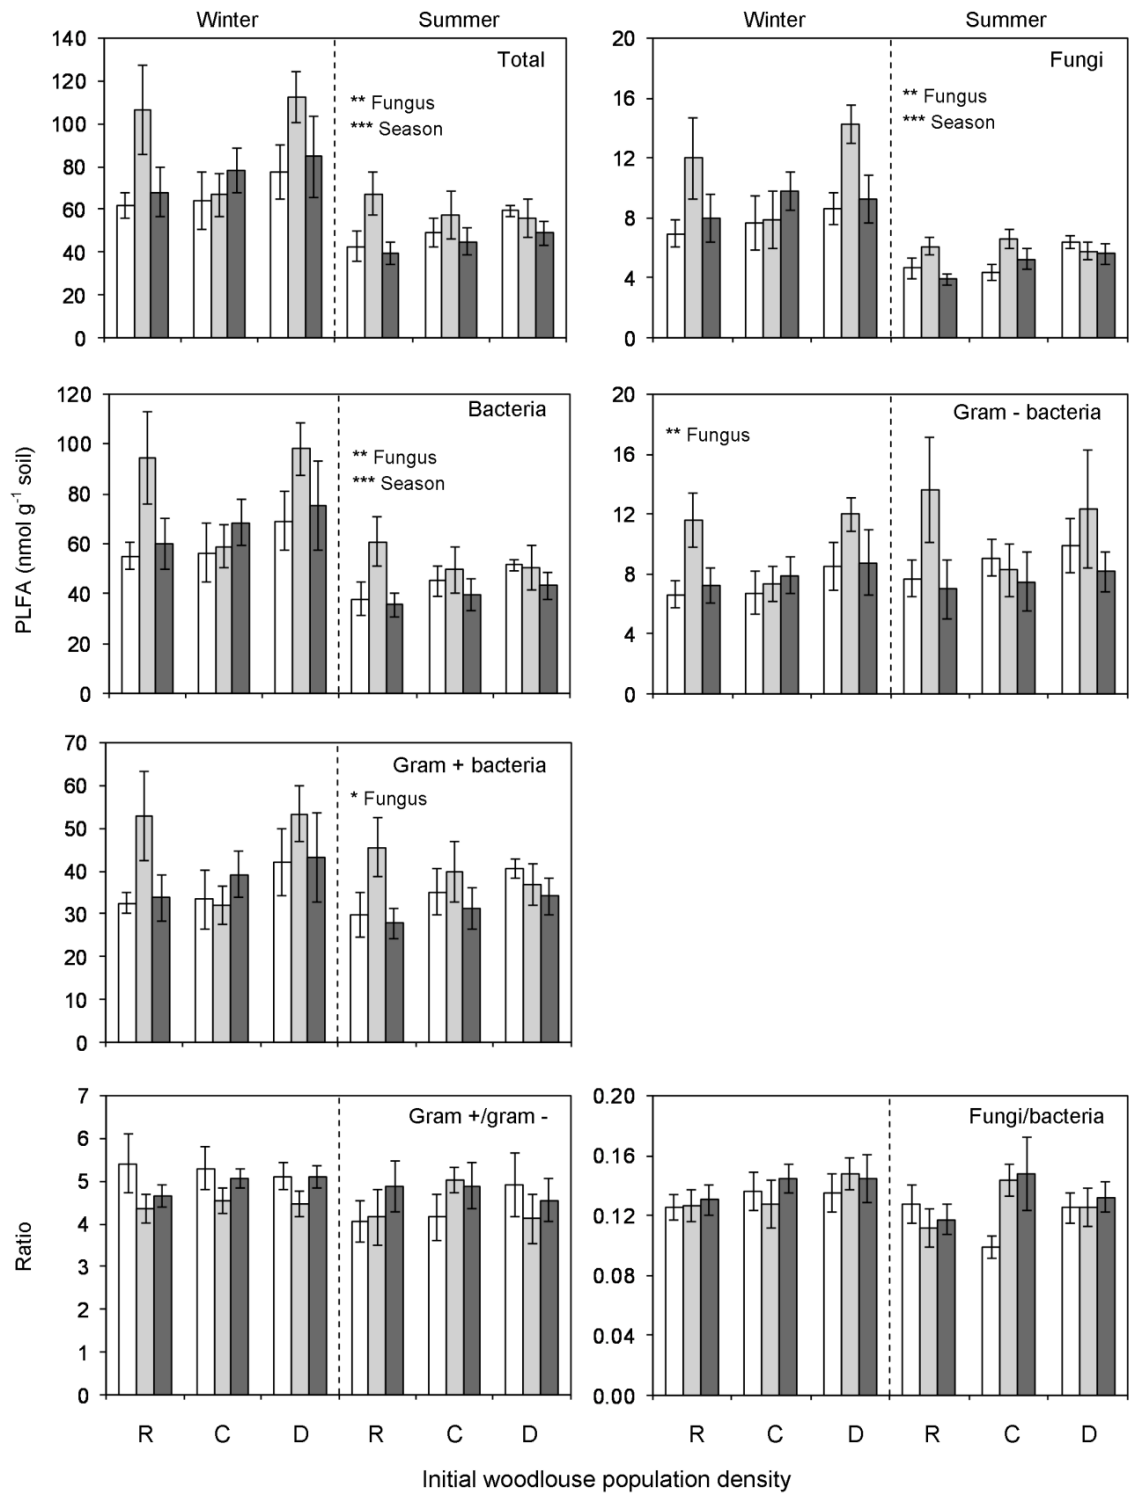 Winter Summer Winter Summer
140
120
100
80
60
40
20
0
Total
** Fungus
*** Season
20
16
12
8
4
0
Fungi
** Fungus
*** Season
PLFA (nmol g-1 soil)
120
100
80
60
40
20
0
Bacteria
** Fungus
*** Season
20
16
12
8
4
0
Gram - bacteria
** Fungus
70
60
50
40
30
20
10
0
Gram + bacteria
* Fungus
Ratio
7
6
5
4
3
2
1
0
Gram +/gram -
R C D R C D
0.20
0.16
0.12
0.08
0.04
0.00
Fungi/bacteria
R C D R C D
Initial woodlouse population density